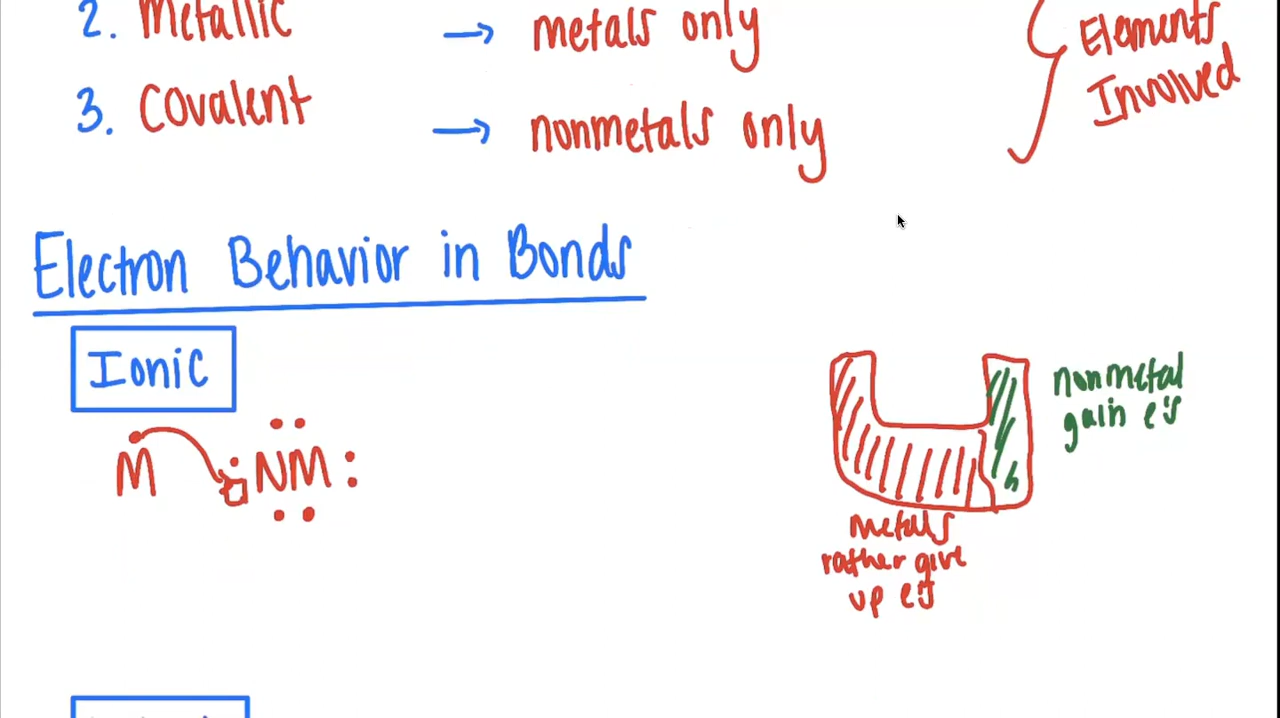 2. Metallic → metals only
3. Covalent → nonmetals only
Elements
Involved
Electron Behavior in Bonds
Ionic
M NM
nonmetal
gain e's
metals
rather give
up e's